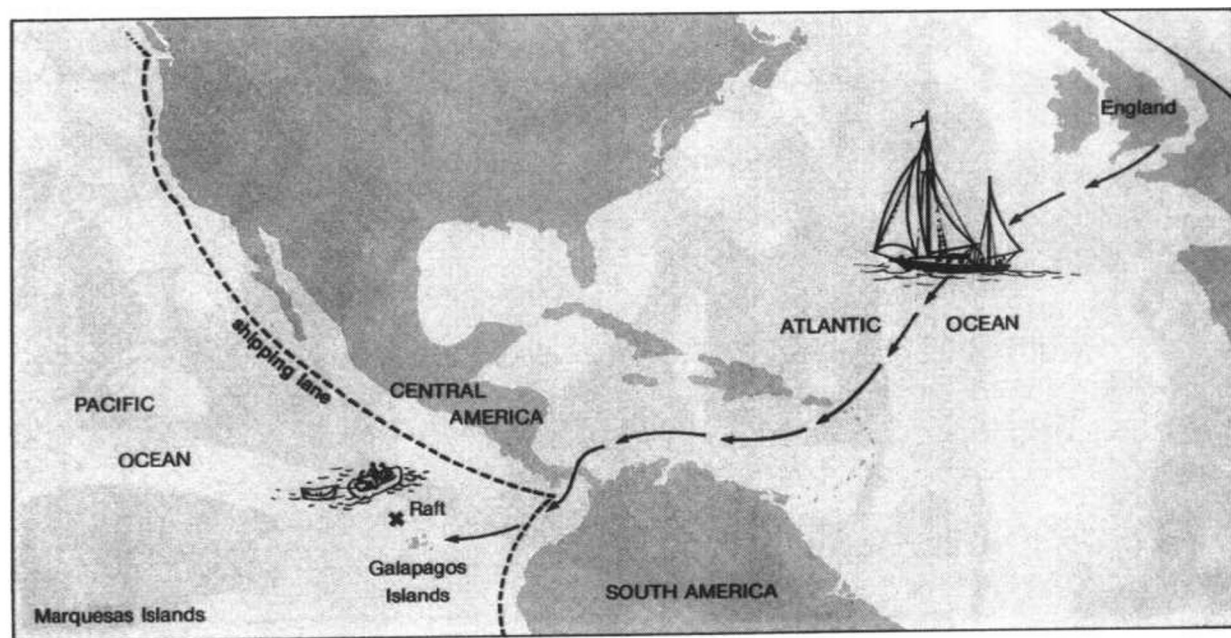 England
ATLANTIC OCEAN
shipping lane
CENTRAL
AMERICA
PACIFIC
OCEAN
Raft
Galapagos
Islands
SOUTH AMERICA
Marquesas Islands